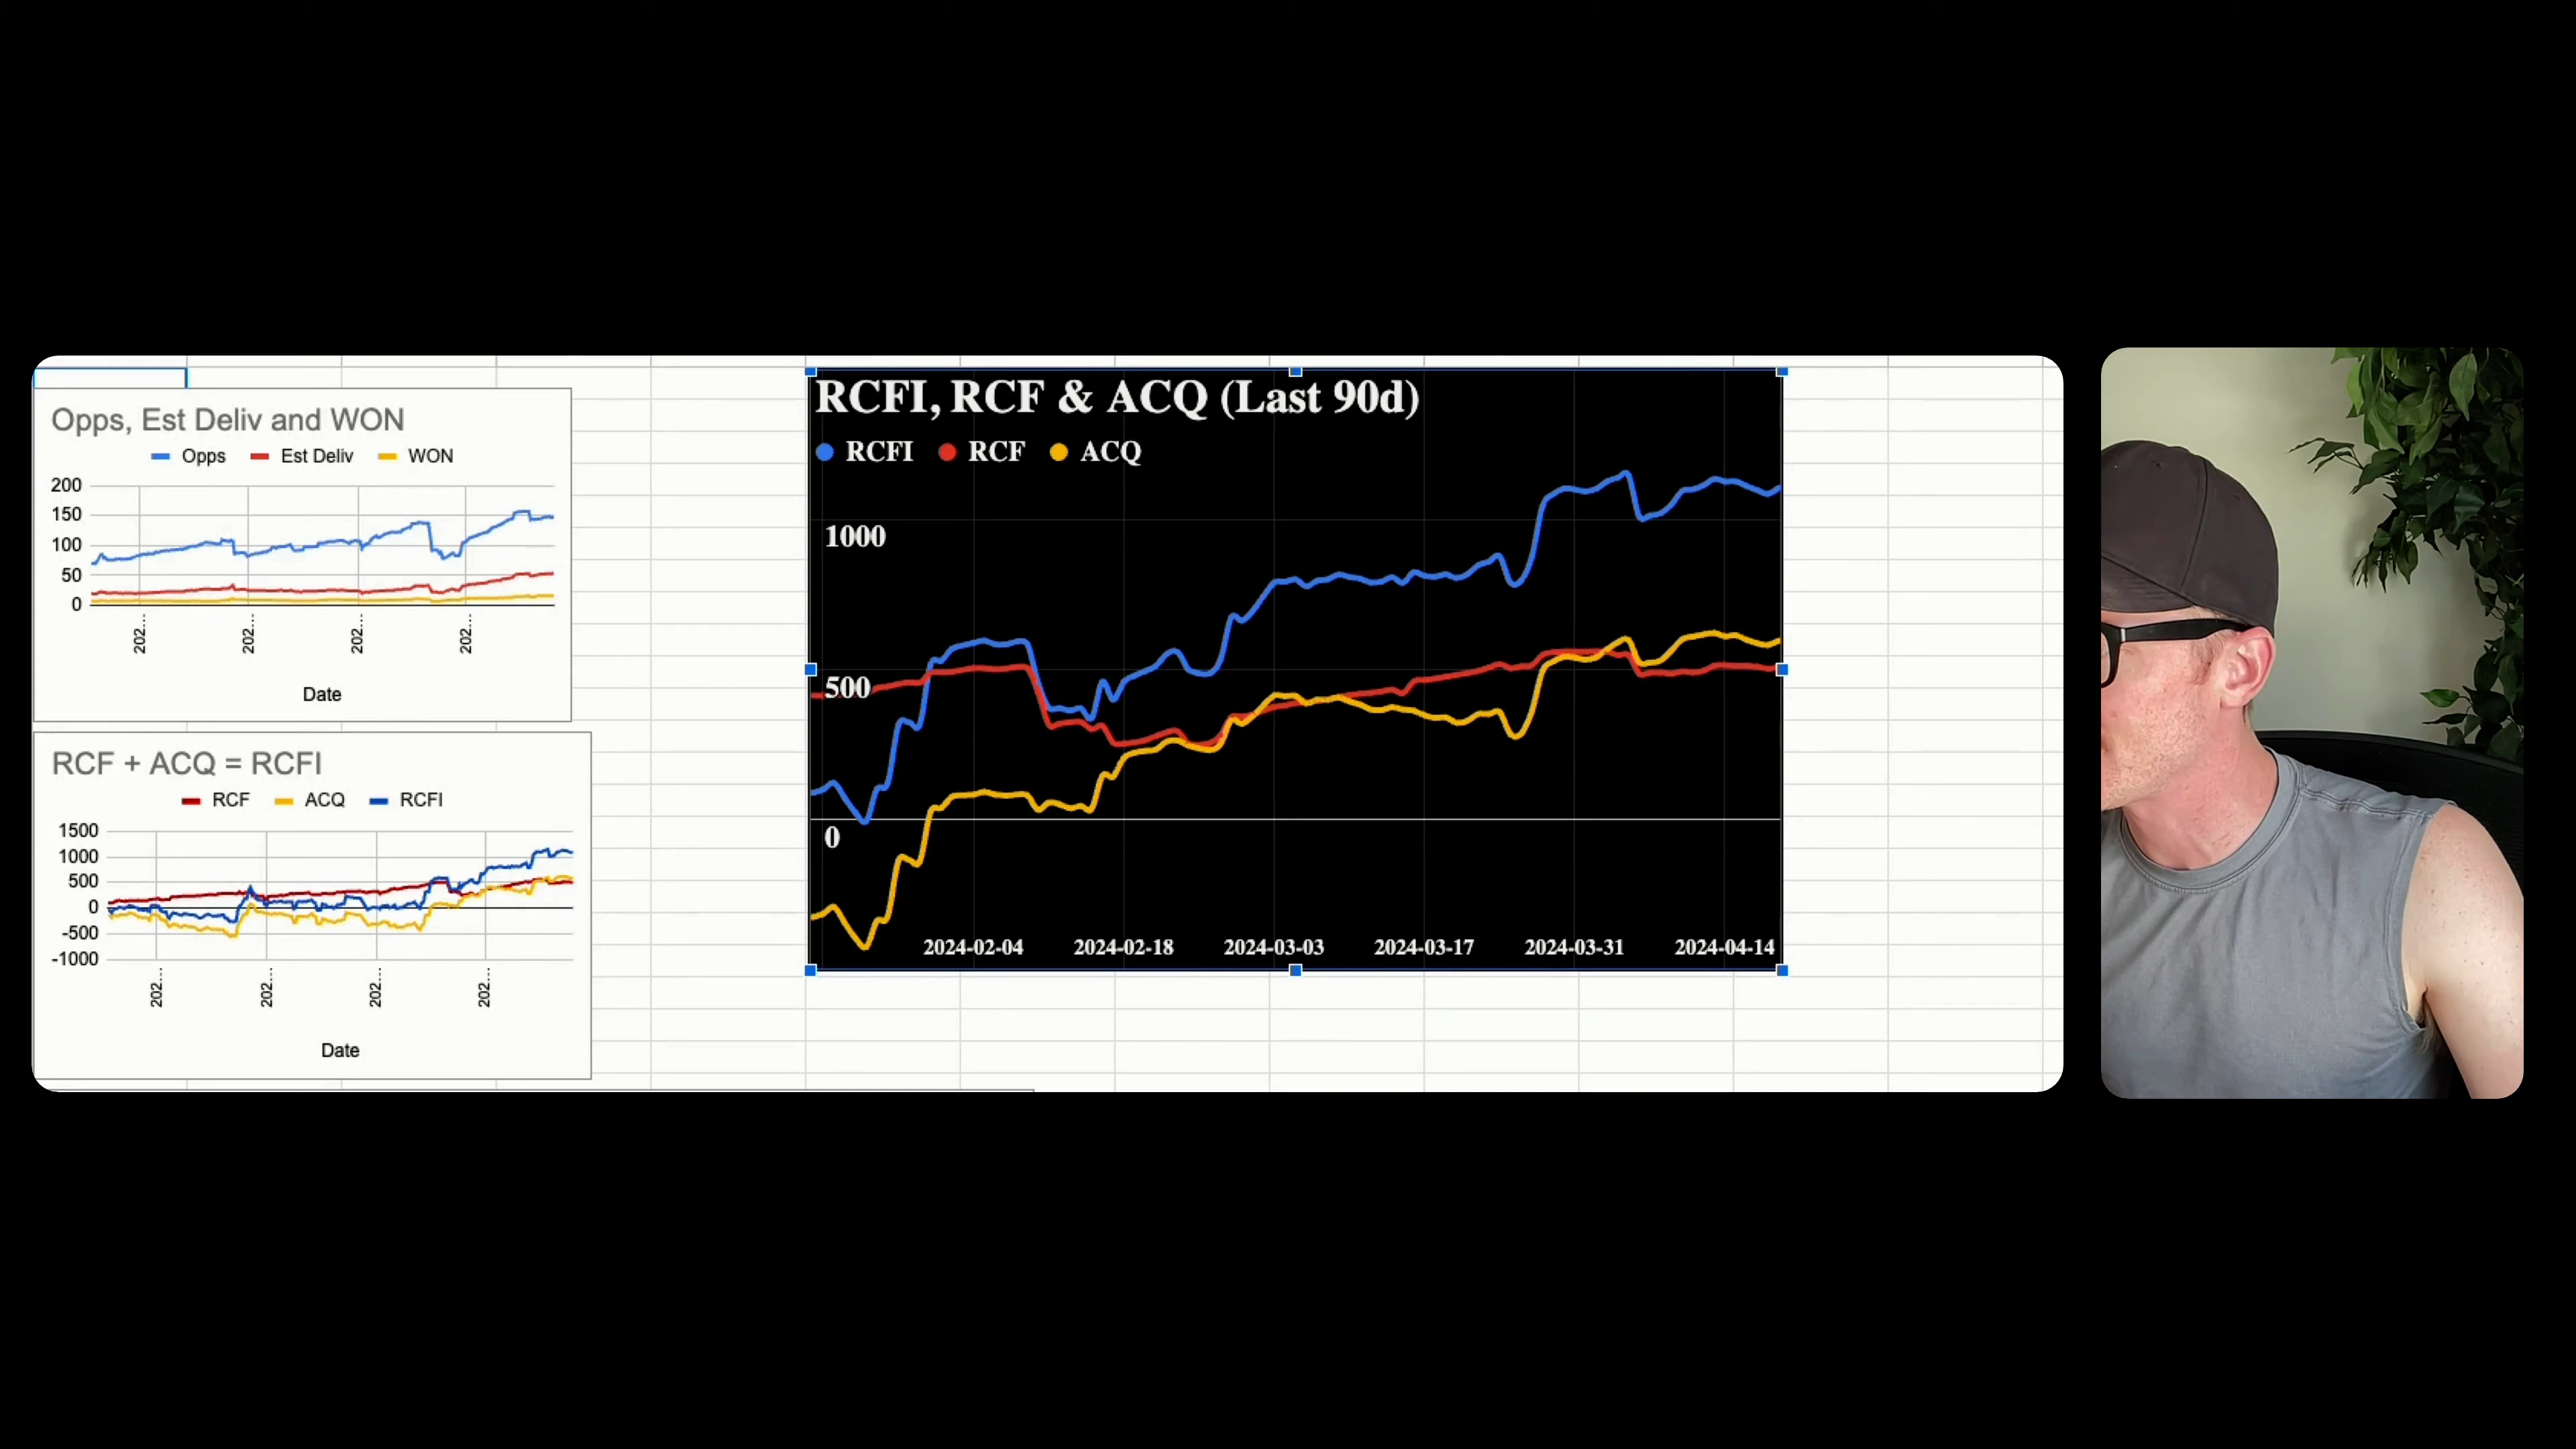 Opps, Est Deliv and WON
Opps Est Deliv WON
200
150
100
50
0
202... 202... 202... 202...
Date
RCF + ACQ = RCFI
RCF ACQ RCFI
1500
1000
500
0
-500
-1000
202... 202... 202... 202...
Date
RCFI, RCF & ACQ (Last 90d)
RCFI RCF ACQ
1000
500
0
2024-02-04 2024-02-18 2024-03-03 2024-03-17 2024-03-31 2024-04-14